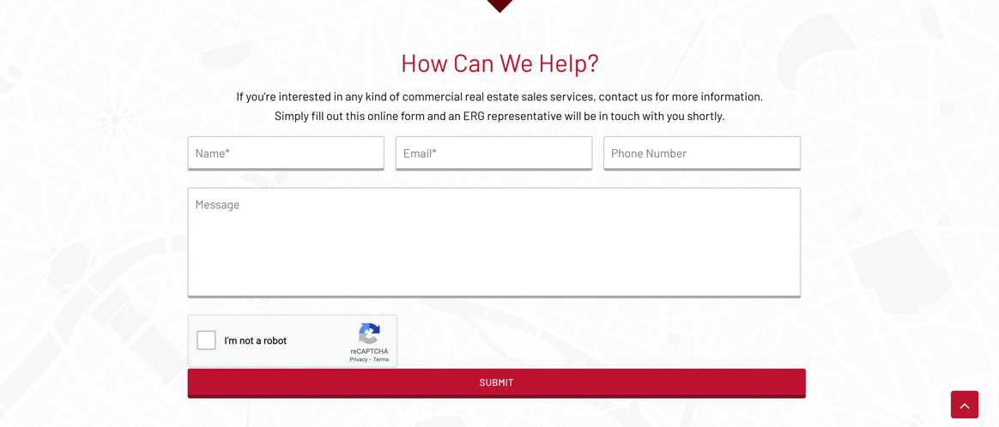 How Can We Help?
If you're interested in any kind of commercial real estate sales services, contact us for more information.
Simply fill out this online form and an ERG representative will be in touch with you shortly.
Name*
Email*
Phone Number
Message
I'm not a robot
reCAPTCHA
Privacy - Terms
SUBMIT